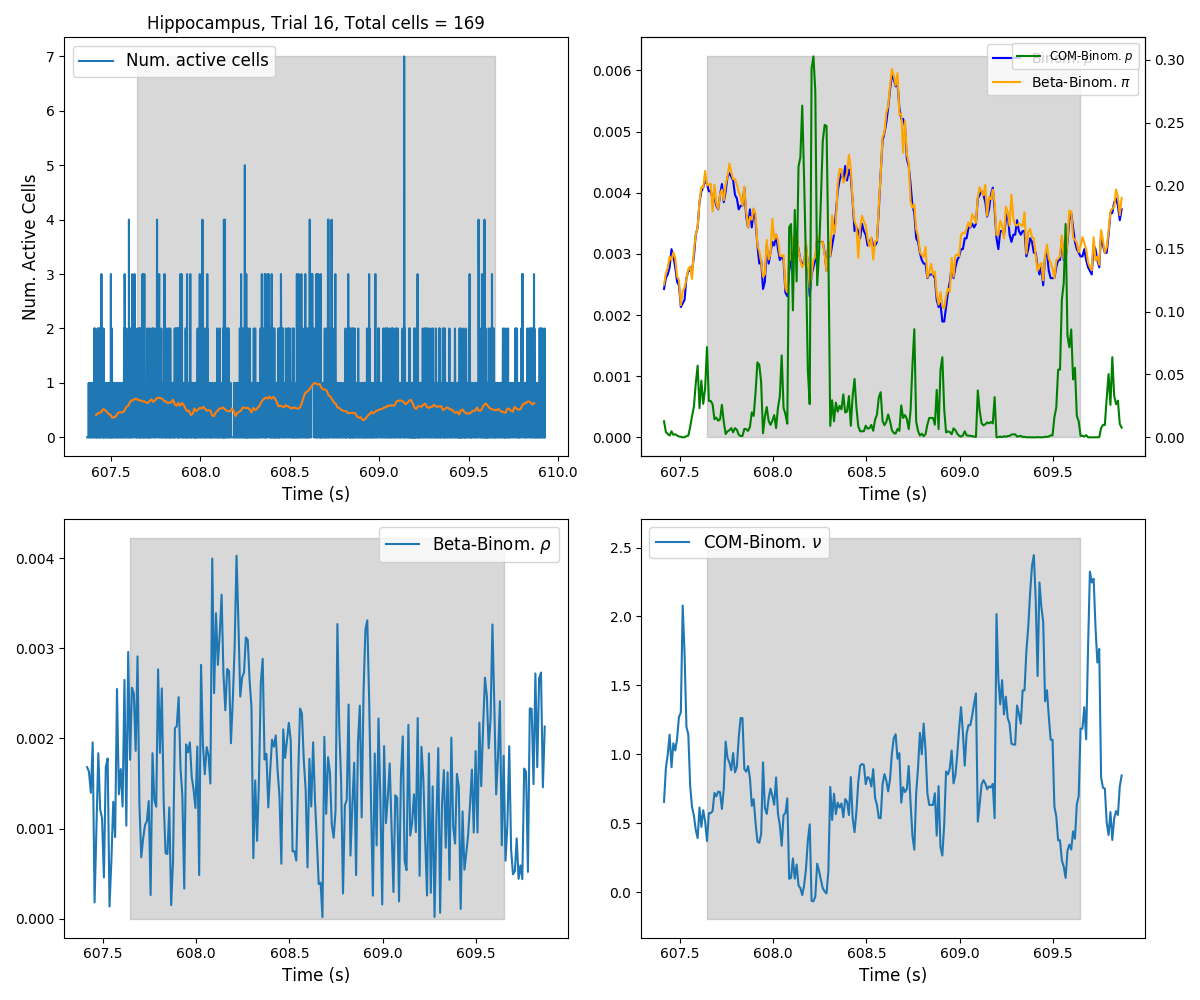 Hippocampus, Trial 16, Total cells = 169
Num. active cells
Num. Active Cells
7
6
5
4
3
2
1
0
607.5 608.0 608.5 609.0 609.5 610.0
Time (s)
COM-Binom. p
Beta-Binom. π
0.006
0.005
0.004
0.003
0.002
0.001
0.000
0.30
0.25
0.20
0.15
0.10
0.05
0.00
607.5 608.0 608.5 609.0 609.5
Time (s)
Beta-Binom. ρ
0.004
0.003
0.002
0.001
0.000
607.5 608.0 608.5 609.0 609.5
Time (s)
COM-Binom. ν
2.5
2.0
1.5
1.0
0.5
0.0
607.5 608.0 608.5 609.0 609.5
Time (s)